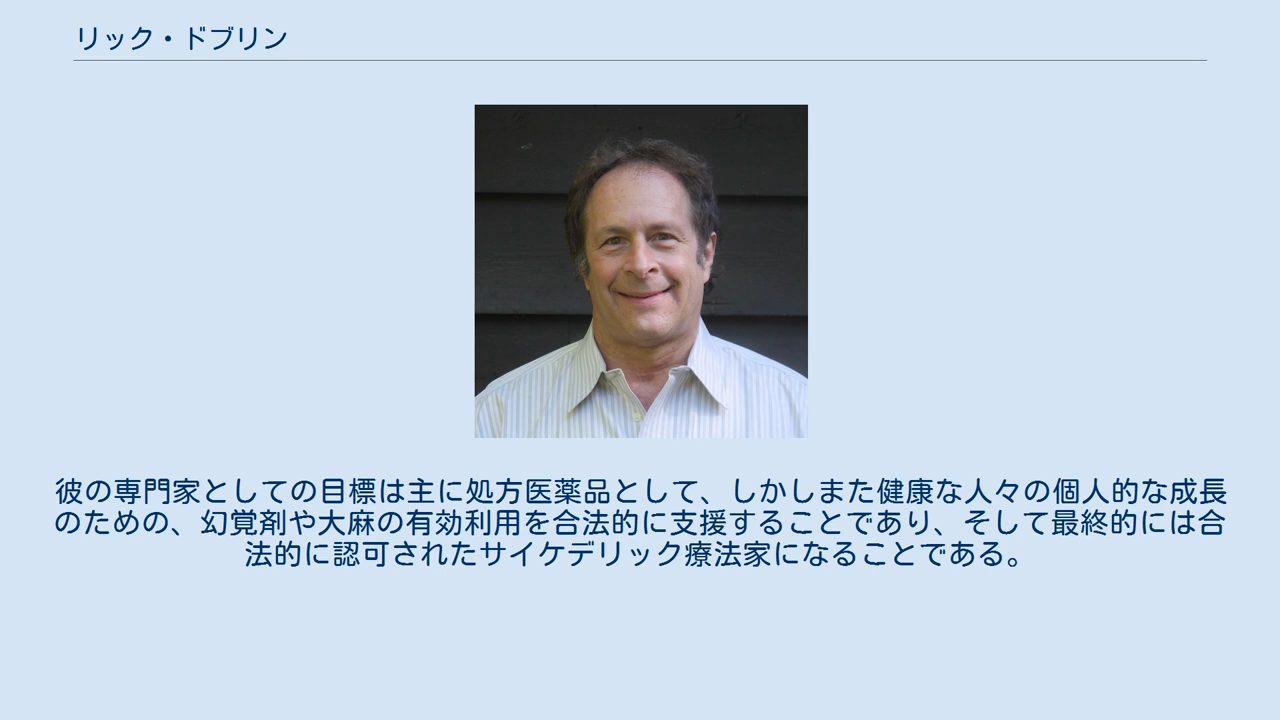 リック・ドブリン
彼の専門家としての目標は主に処方医薬品として、しかしまた健康な人々の個人的な成長
のための、幻覚剤や大麻の有効利用を合法的に支援することであり、そして最終的には合
法的に認可されたサイケデリック療法家になることである。